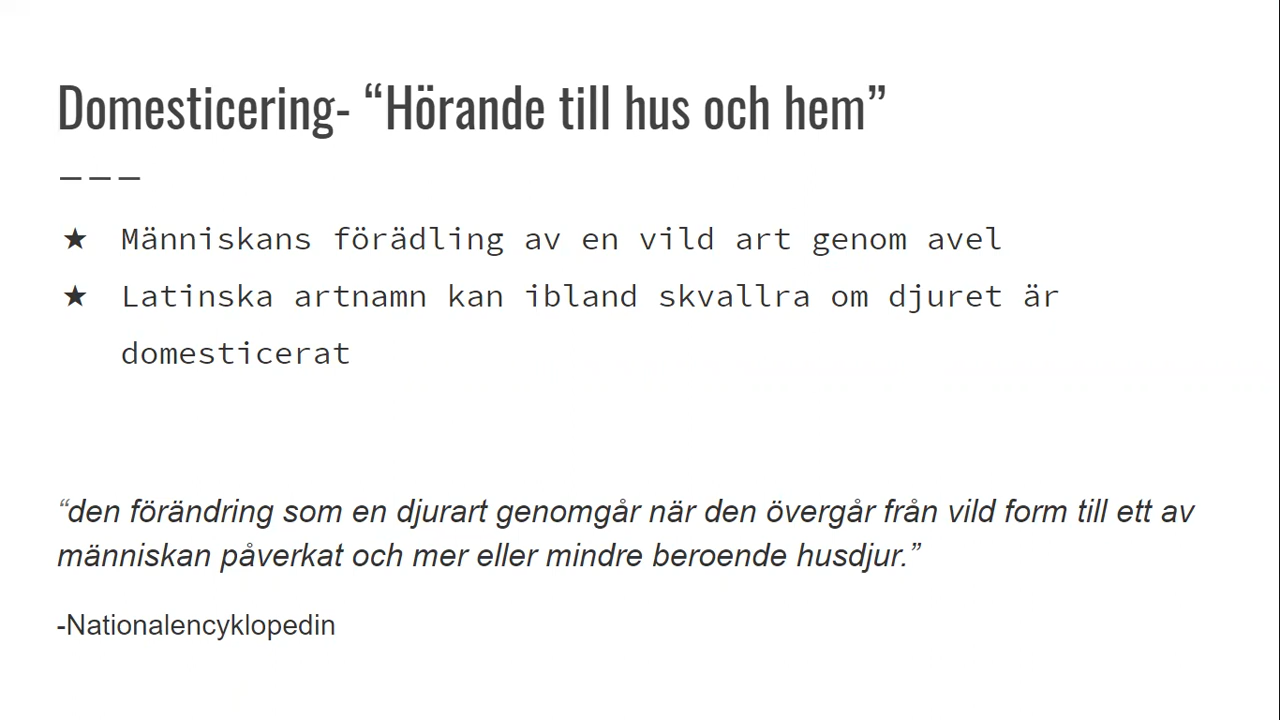 Domesticering- “Hörande till hus och hem”
★ Människans förädling av en vild art genom avel
★ Latinska artnamn kan ibland skvallra om djuret är
domesticerat
“den förändring som en djurart genomgår när den övergår från vild form till ett av
människan påverkat och mer eller mindre beroende husdjur.”
-Nationalencyklopedin